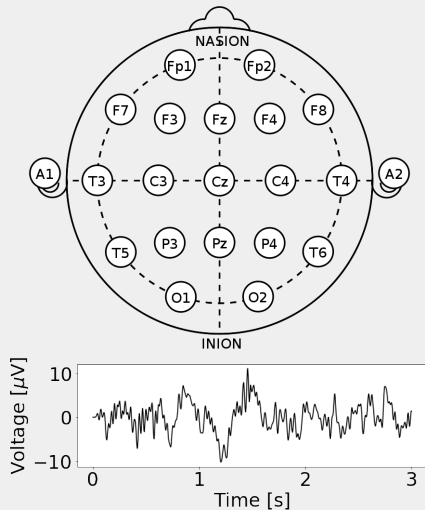 NASION
Fp1 Fp2
F7 F3 Fz F4 F8
A1 T3 C3 Cz C4 T4 A2
T5 P3 Pz P4 T6
O1 O2
INION
Voltage [μV]
10
0
−10
0 1 2 3
Time [s]